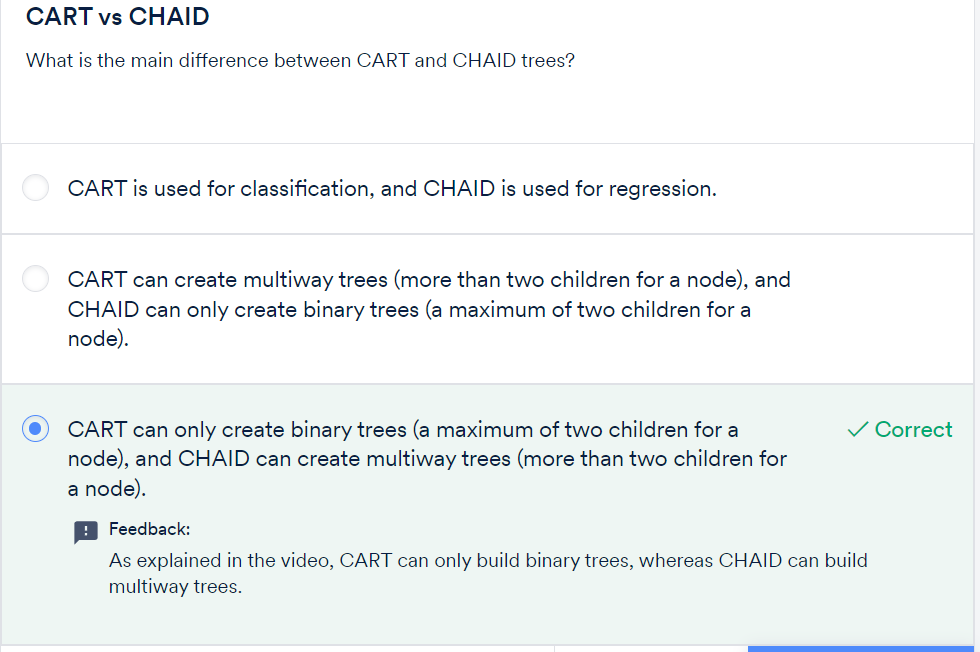 CART vs CHAID
What is the main difference between CART and CHAID trees?
CART is used for classification, and CHAID is used for regression.
CART can create multiway trees (more than two children for a node), and
CHAID can only create binary trees (a maximum of two children for a
node).
CART can only create binary trees (a maximum of two children for a
Correct
node), and CHAID can create multiway trees (more than two children for
a node).
Feedback:
As explained in the video, CART can only build binary trees, whereas CHAID can build
multiway trees.